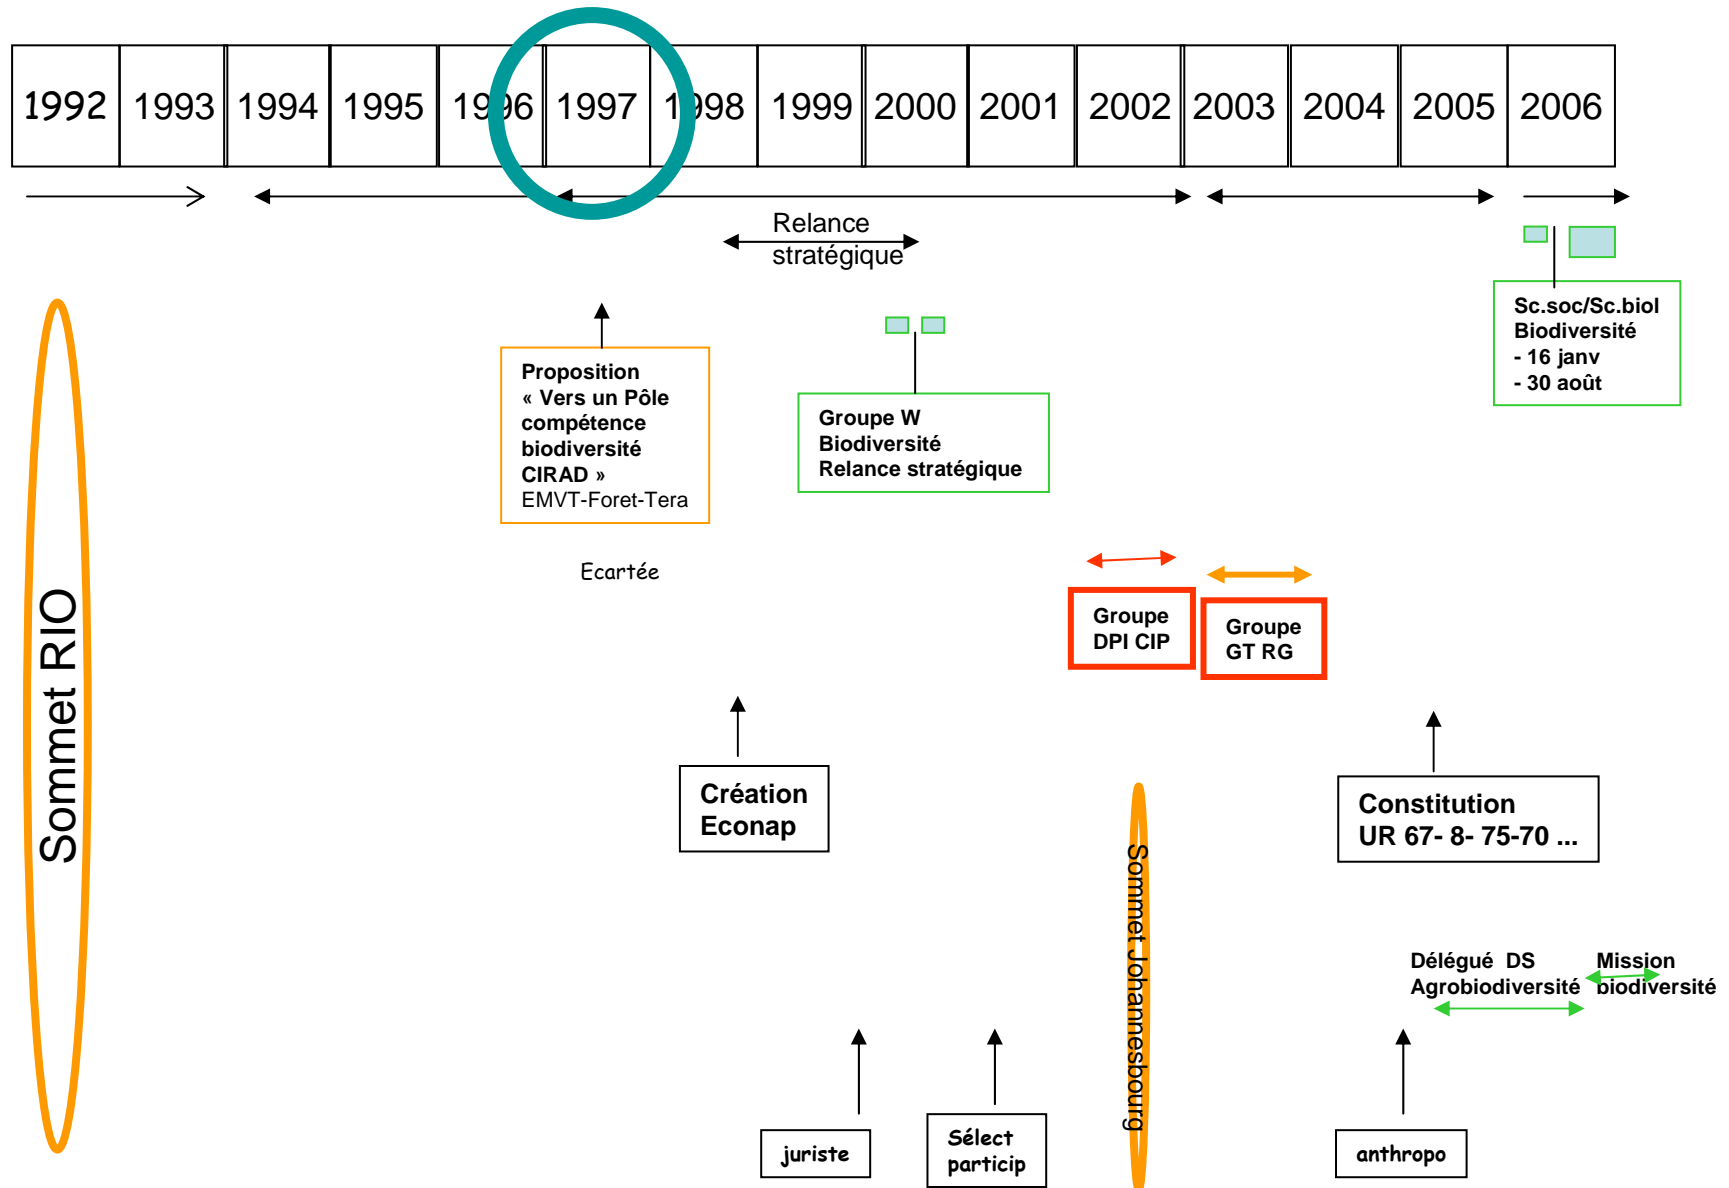 1992 1993 1994 1995 1996 1997 1998 1999 2000 2001 2002 2003 2004 2005 2006
Relance
stratégique
Sc.soc/Sc.biol
Biodiversité
- 16 janv
- 30 août
Proposition
« Vers un Pôle
compétence
biodiversité
CIRAD »
EMVT-Foret-Tera
Groupe W
Biodiversité
Relance stratégique
Ecartée
Groupe
DPI CIP
Groupe
GT RG
Sommet RIO
Création
Econap
Constitution
UR 67- 8- 75-70 ...
Sommet Johannesbourg
Délégué DS
Agrobiodiversité
Mission
biodiversité
juriste
Sélect
particip
anthropo